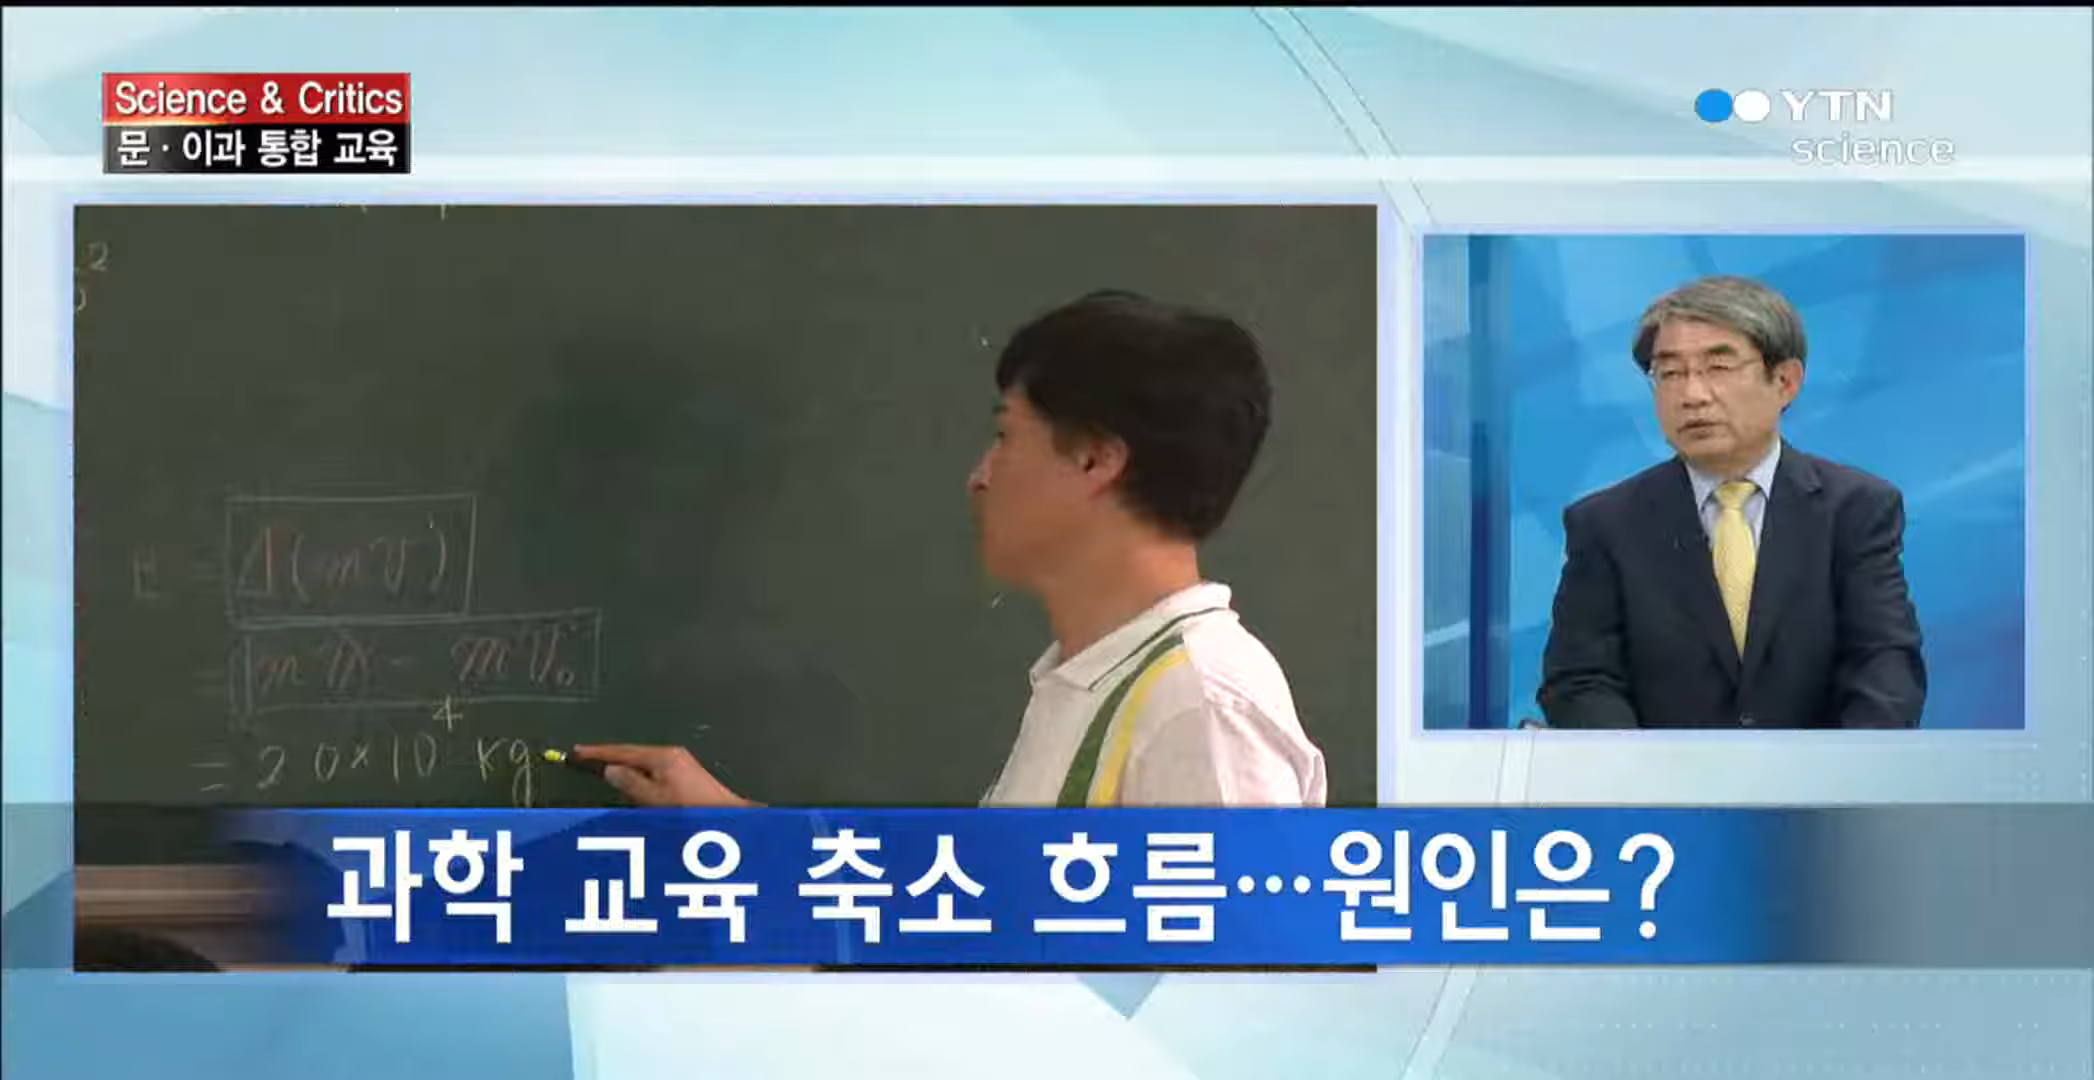 Science & Critics
문·이과 통합 교육
YTN
science
2
= Δ(mv)
= mv - mv₀
= 20×10⁴ kg
과학 교육 축소 흐름…원인은?